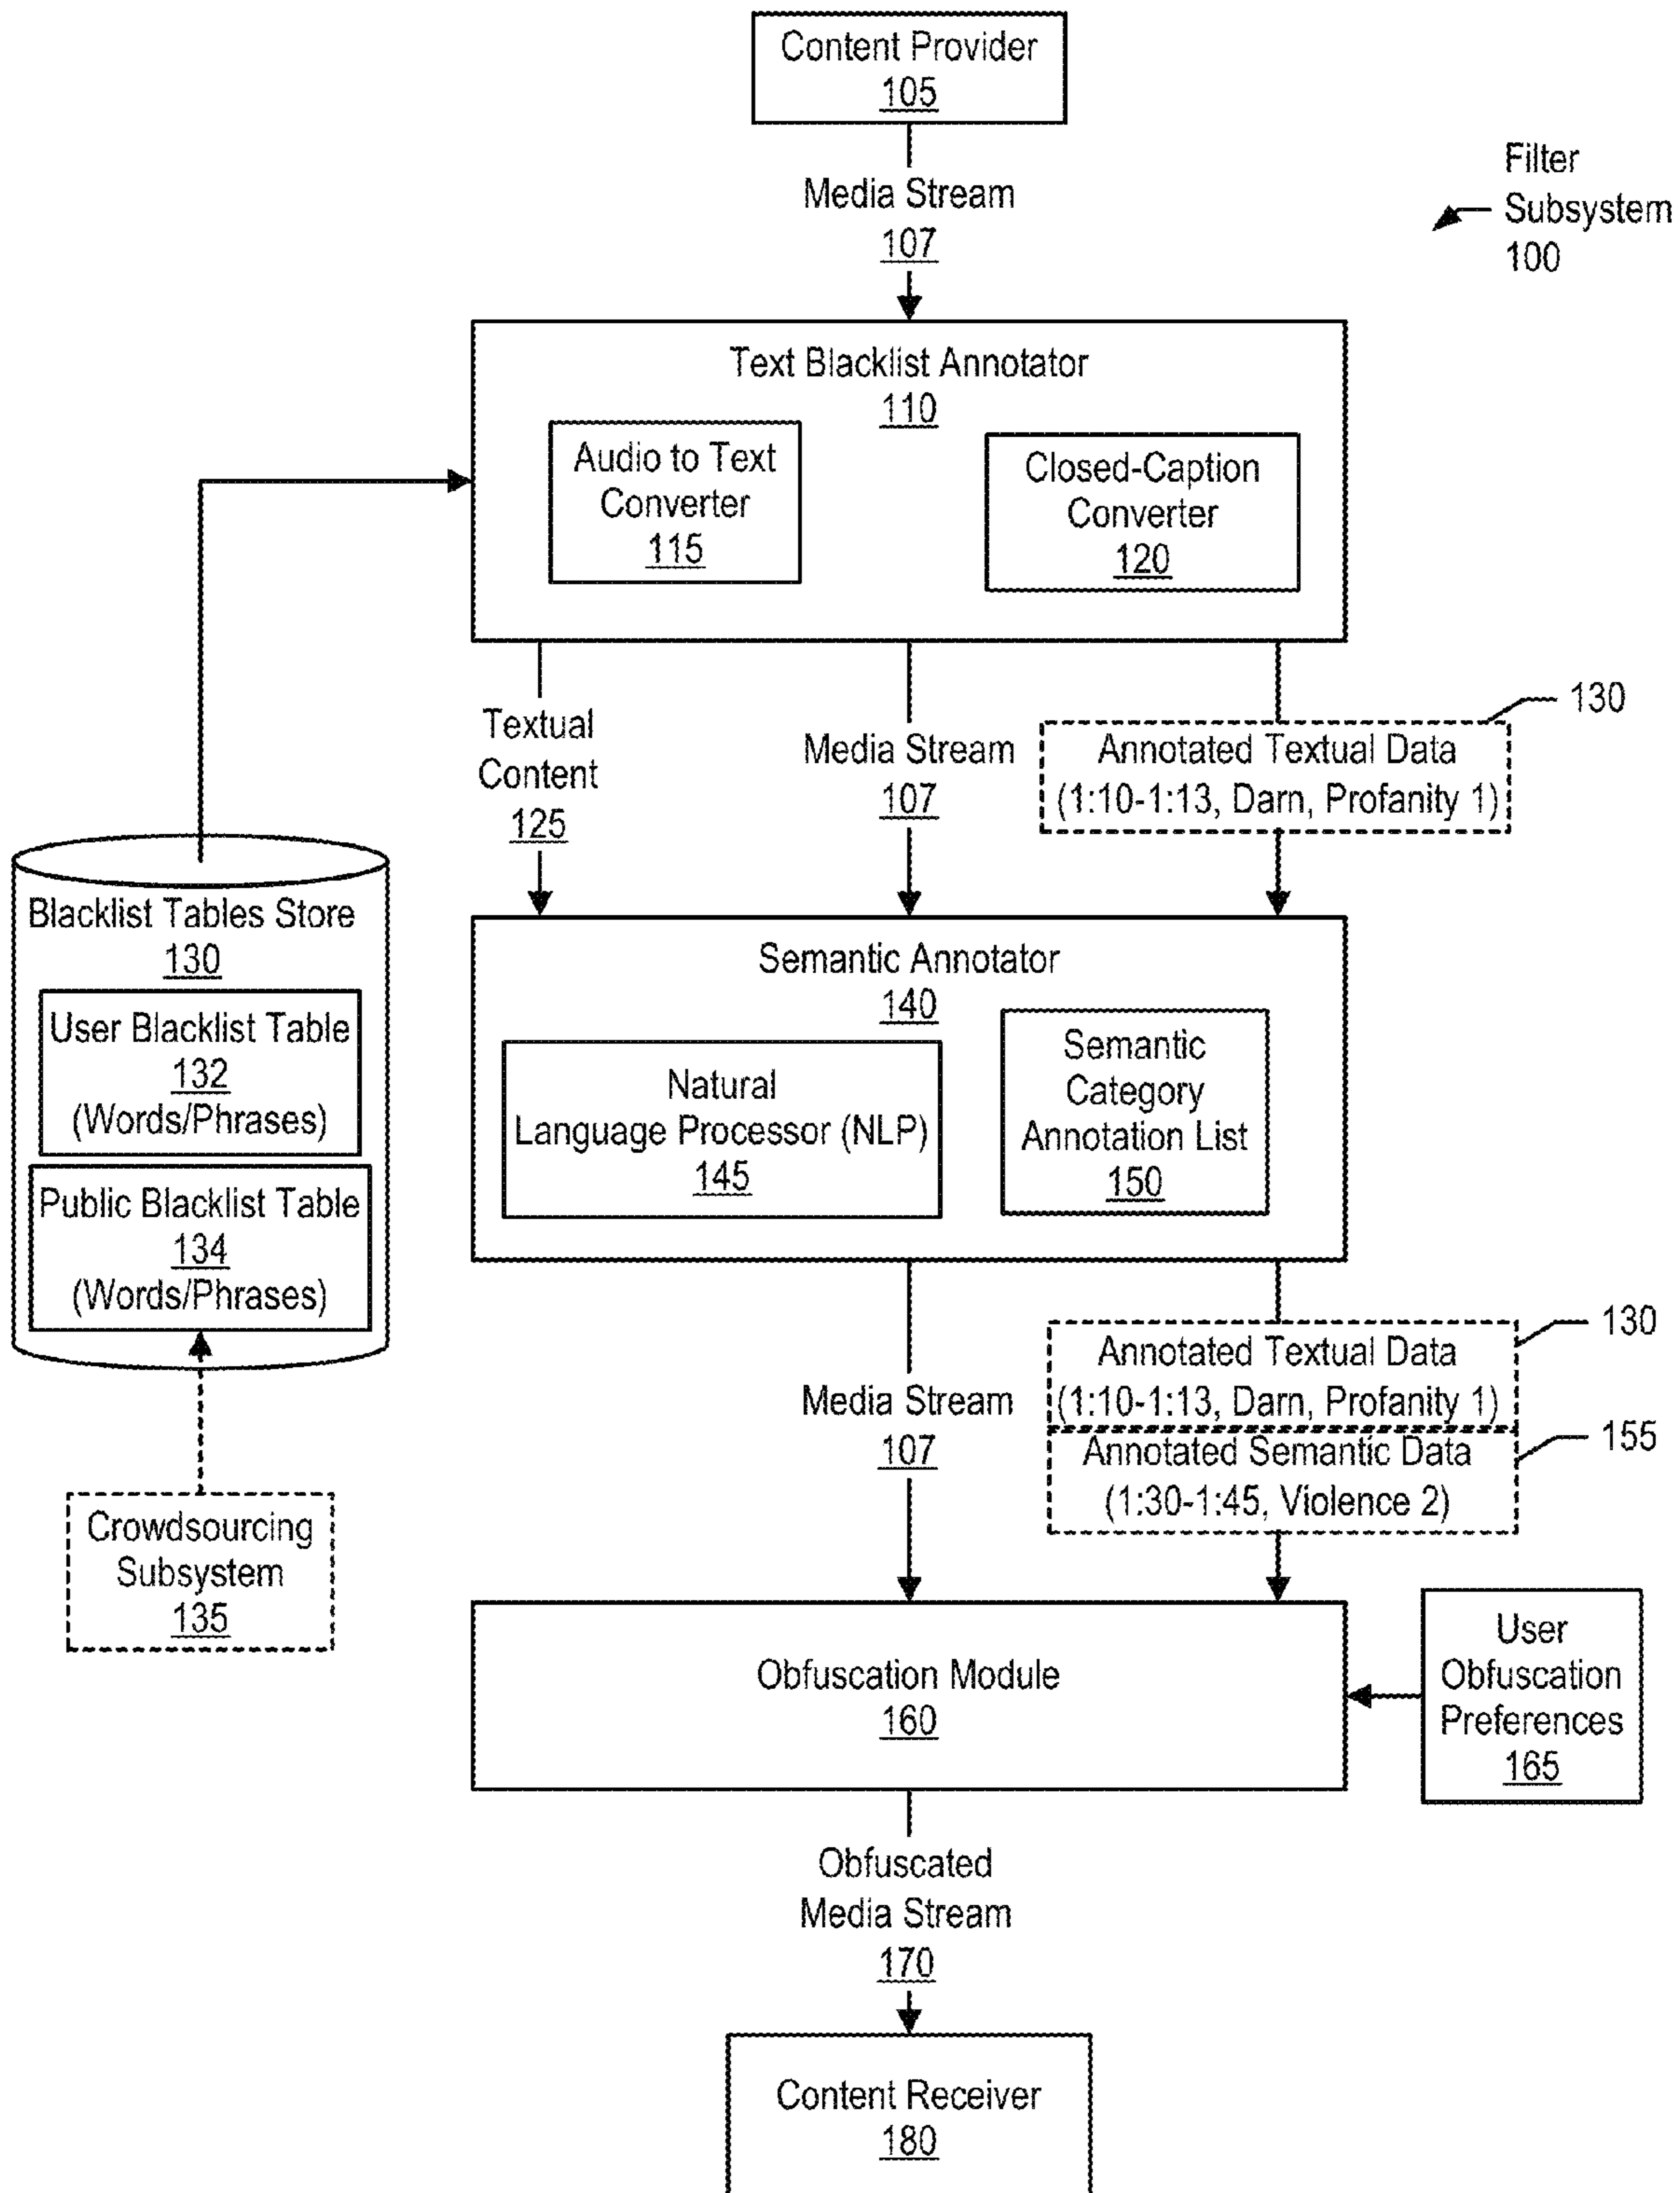 Content Provider
105
Media Stream
107
Filter
Subsystem
100
Text Blacklist Annotator
110
Audio to Text
Converter
115
Closed-Caption
Converter
120
Textual
Content
125
Media Stream
107
130
Annotated Textual Data
(1:10-1:13, Darn, Profanity 1)
Blacklist Tables Store
130
User Blacklist Table
132
(Words/Phrases)
Public Blacklist Table
134
(Words/Phrases)
Crowdsourcing
Subsystem
135
Semantic Annotator
140
Natural
Language Processor (NLP)
145
Semantic
Category
Annotation List
150
Media Stream
107
130
Annotated Textual Data
(1:10-1:13, Darn, Profanity 1)
155
Annotated Semantic Data
(1:30-1:45, Violence 2)
Obfuscation Module
160
User
Obfuscation
Preferences
165
Obfuscated
Media Stream
170
Content Receiver
180